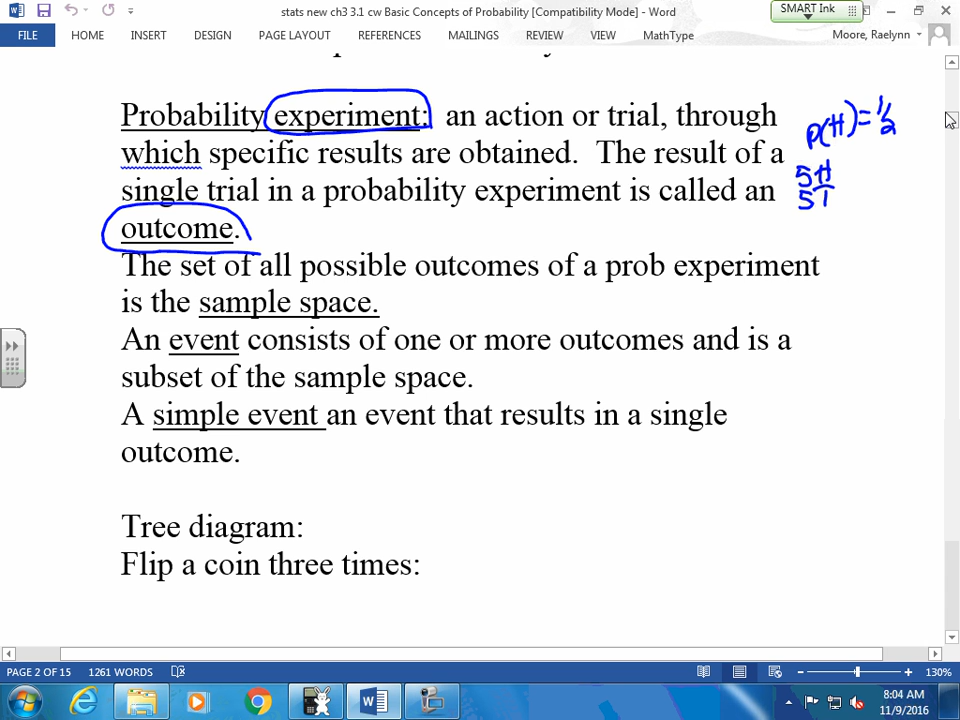 stats new ch3 3.1 cw Basic Concepts of Probability [Compatibility Mode] - Word
SMART Ink
FILE HOME INSERT DESIGN PAGE LAYOUT REFERENCES MAILINGS REVIEW VIEW MathType Moore, Raelynn
Probability experiment: an action or trial, through
which specific results are obtained. The result of a
single trial in a probability experiment is called an
outcome.
P(H)=1/2
5H
5T
The set of all possible outcomes of a prob experiment
is the sample space.
An event consists of one or more outcomes and is a
subset of the sample space.
A simple event an event that results in a single
outcome.
Tree diagram:
Flip a coin three times:
PAGE 2 OF 15 1261 WORDS 130%
8:04 AM
11/9/2016